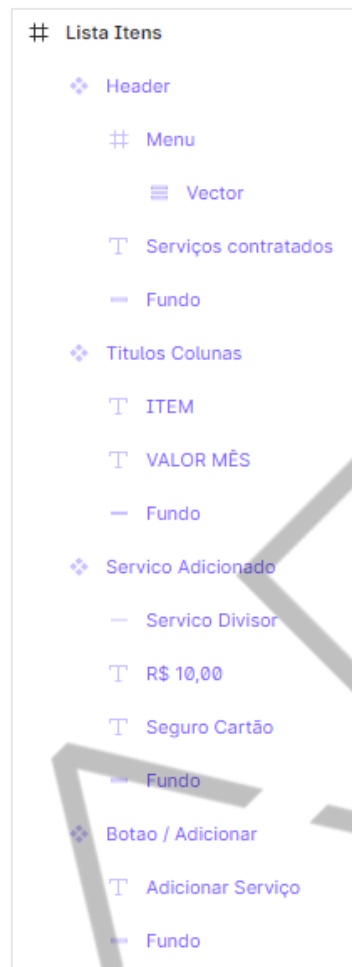 Lista Itens
Header
Menu
Vector
Serviços contratados
Fundo
Titulos Colunas
ITEM
VALOR MÊS
Fundo
Servico Adicionado
Servico Divisor
R$ 10,00
Seguro Cartão
Fundo
Botao / Adicionar
Adicionar Serviço
Fundo